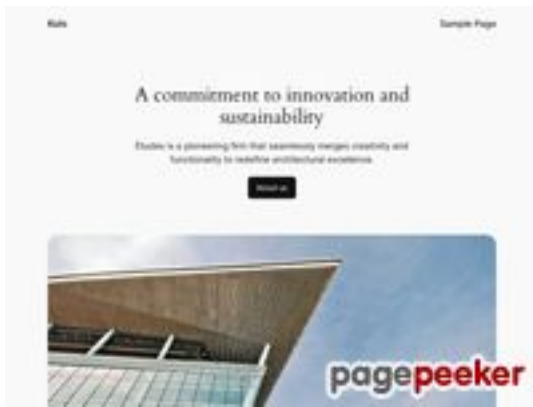 Sample Page
A commitment to innovation and
sustainability
Études is a pioneering firm that seamlessly merges creativity and
functionality to redefine architectural excellence.
About us
pagepeeker